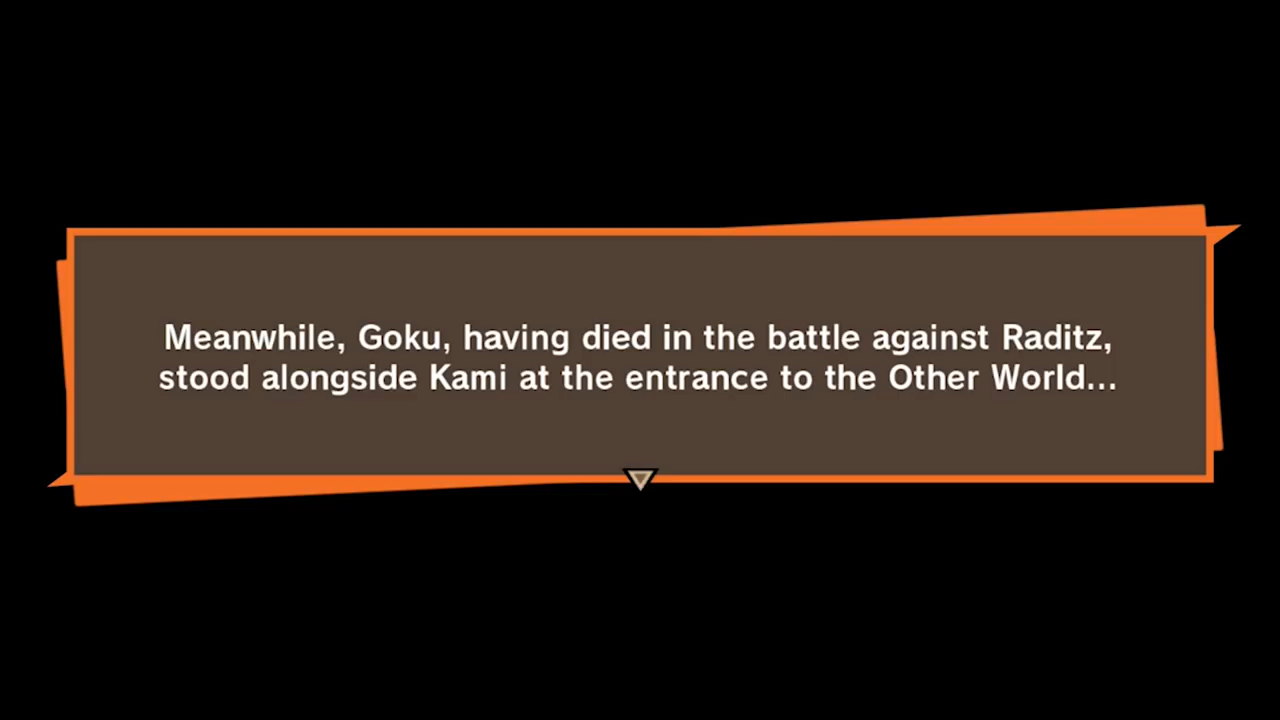 Meanwhile, Goku, having died in the battle against Raditz,
stood alongside Kami at the entrance to the Other World...